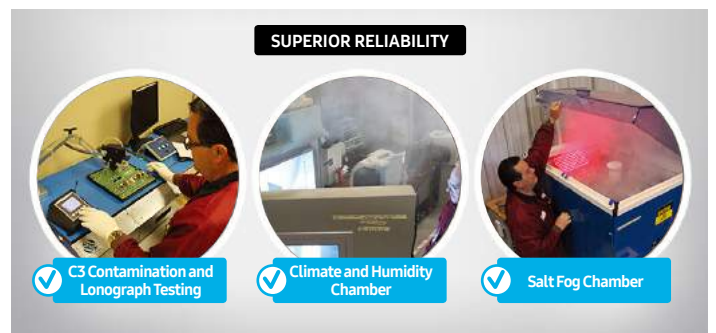 SUPERIOR RELIABILITY
C3 Contamination and
Lonograph Testing
Climate and Humidity
Chamber
Salt Fog Chamber